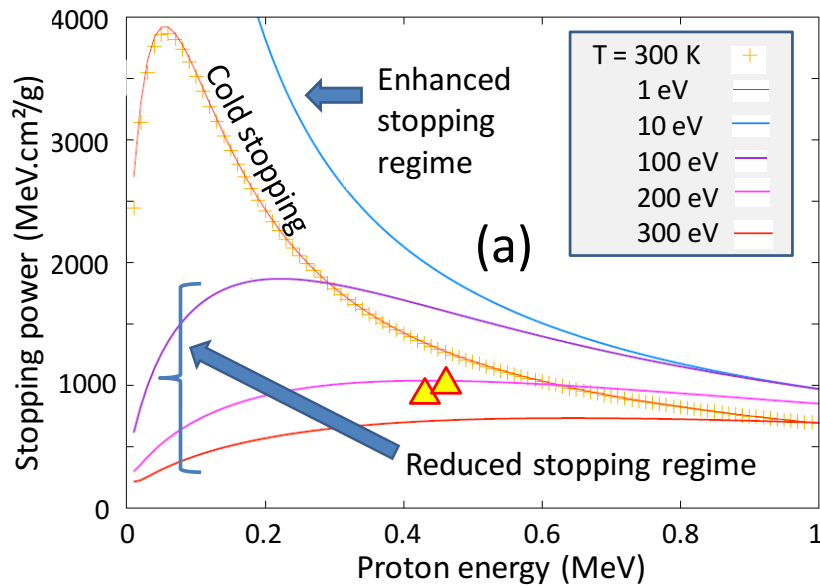 Stopping power (MeV.cm²/g)
4000
3000
2000
1000
0
0
0.2
0.4
0.6
0.8
1
Proton energy (MeV)
Cold stopping
Enhanced
stopping
regime
(a)
Reduced stopping regime
T = 300 K
1 eV
10 eV
100 eV
200 eV
300 eV